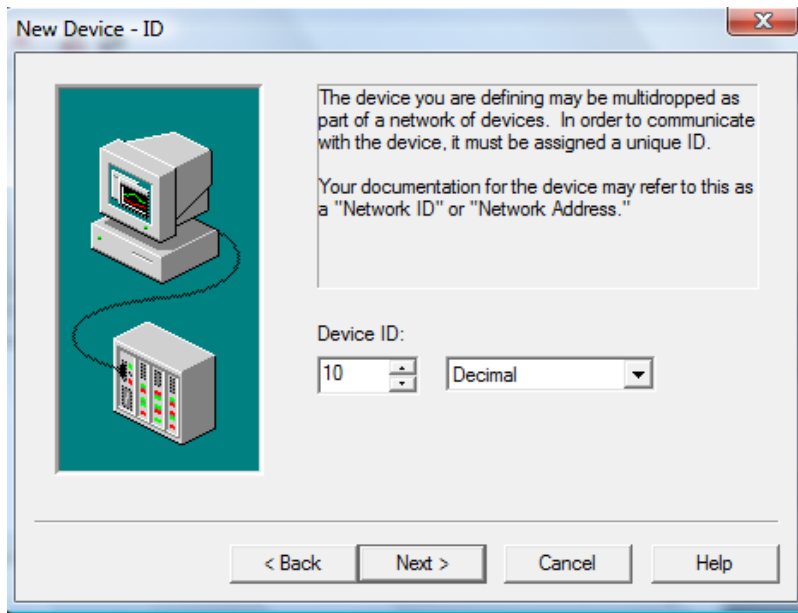 New Device - ID
The device you are defining may be multidropped as
part of a network of devices.  In order to communicate
with the device, it must be assigned a unique ID.
Your documentation for the device may refer to this as
a "Network ID" or "Network Address."
Device ID:
10 Decimal
< Back Next > Cancel Help